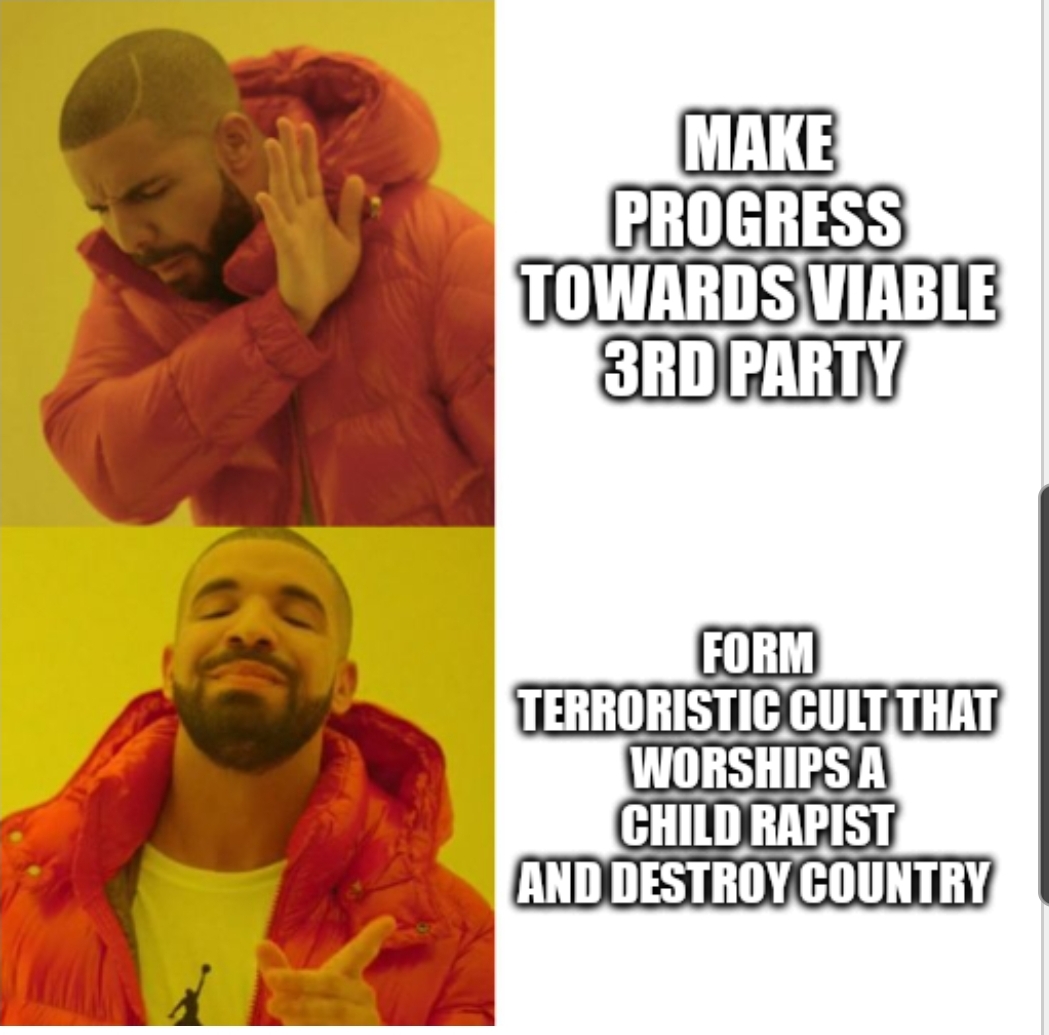 MAKE
PROGRESS
TOWARDS VIABLE
3RD PARTY
FORM
TERRORISTIC CULT THAT
WORSHIPS A
CHILD RAPIST
AND DESTROY COUNTRY